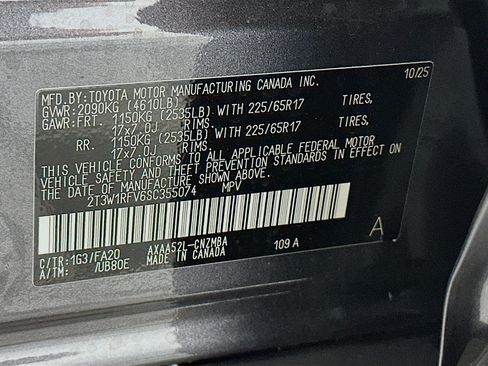 MFD.BY:TOYOTA MOTOR MANUFACTURING CANADA INC. 10/25
GVWR:2090KG (4610LB)
GAWR:FRT. 1150KG (2535LB) WITH 225/65R17 TIRES,
17x7.0J RIMS,
RR. 1150KG (2535LB) WITH 225/65R17 TIRES,
17x7.0J RIMS.
THIS VEHICLE CONFORMS TO ALL APPLICABLE FEDERAL MOTOR
VEHICLE SAFETY AND THEFT PREVENTION STANDARDS IN EFFECT ON
THE DATE OF MANUFACTURE SHOWN ABOVE.
2T3W1RFV6SC355074 MPV
A
C/TR:1G3/FA20 AXAA52L-CNZMBA 109 A
A/TM: /UB80E MADE IN CANADA